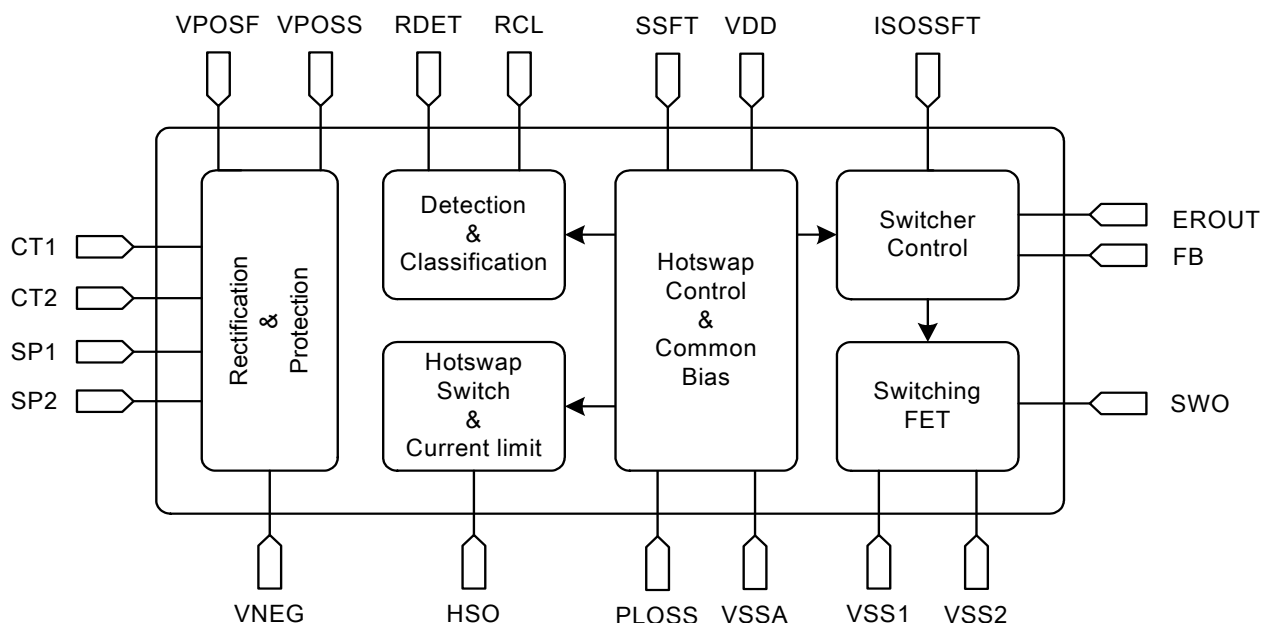 VPOSF
VPOSS
RDET
RCL
SSFT
VDD
ISOSSFT
CT1
CT2
SP1
SP2
Rectification
&
Protection
Detection
&
Classification
Hotswap
Switch
&
Current limit
Hotswap
Control
&
Common
Bias
Switcher
Control
Switching
FET
EROUT
FB
SWO
VNEG
HSO
PLOSS
VSSA
VSS1
VSS2